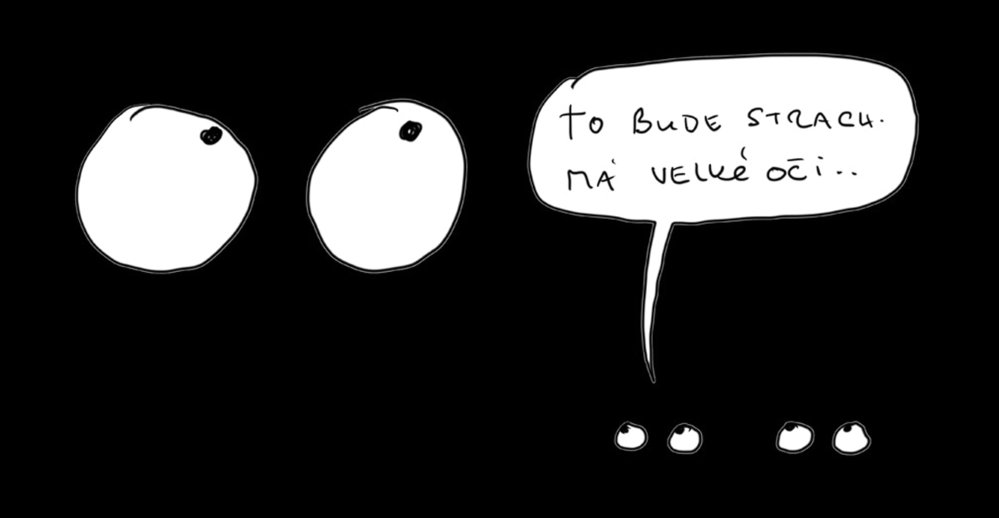 TO BUDE STRACH.
MÁ VELKÉ OČI..